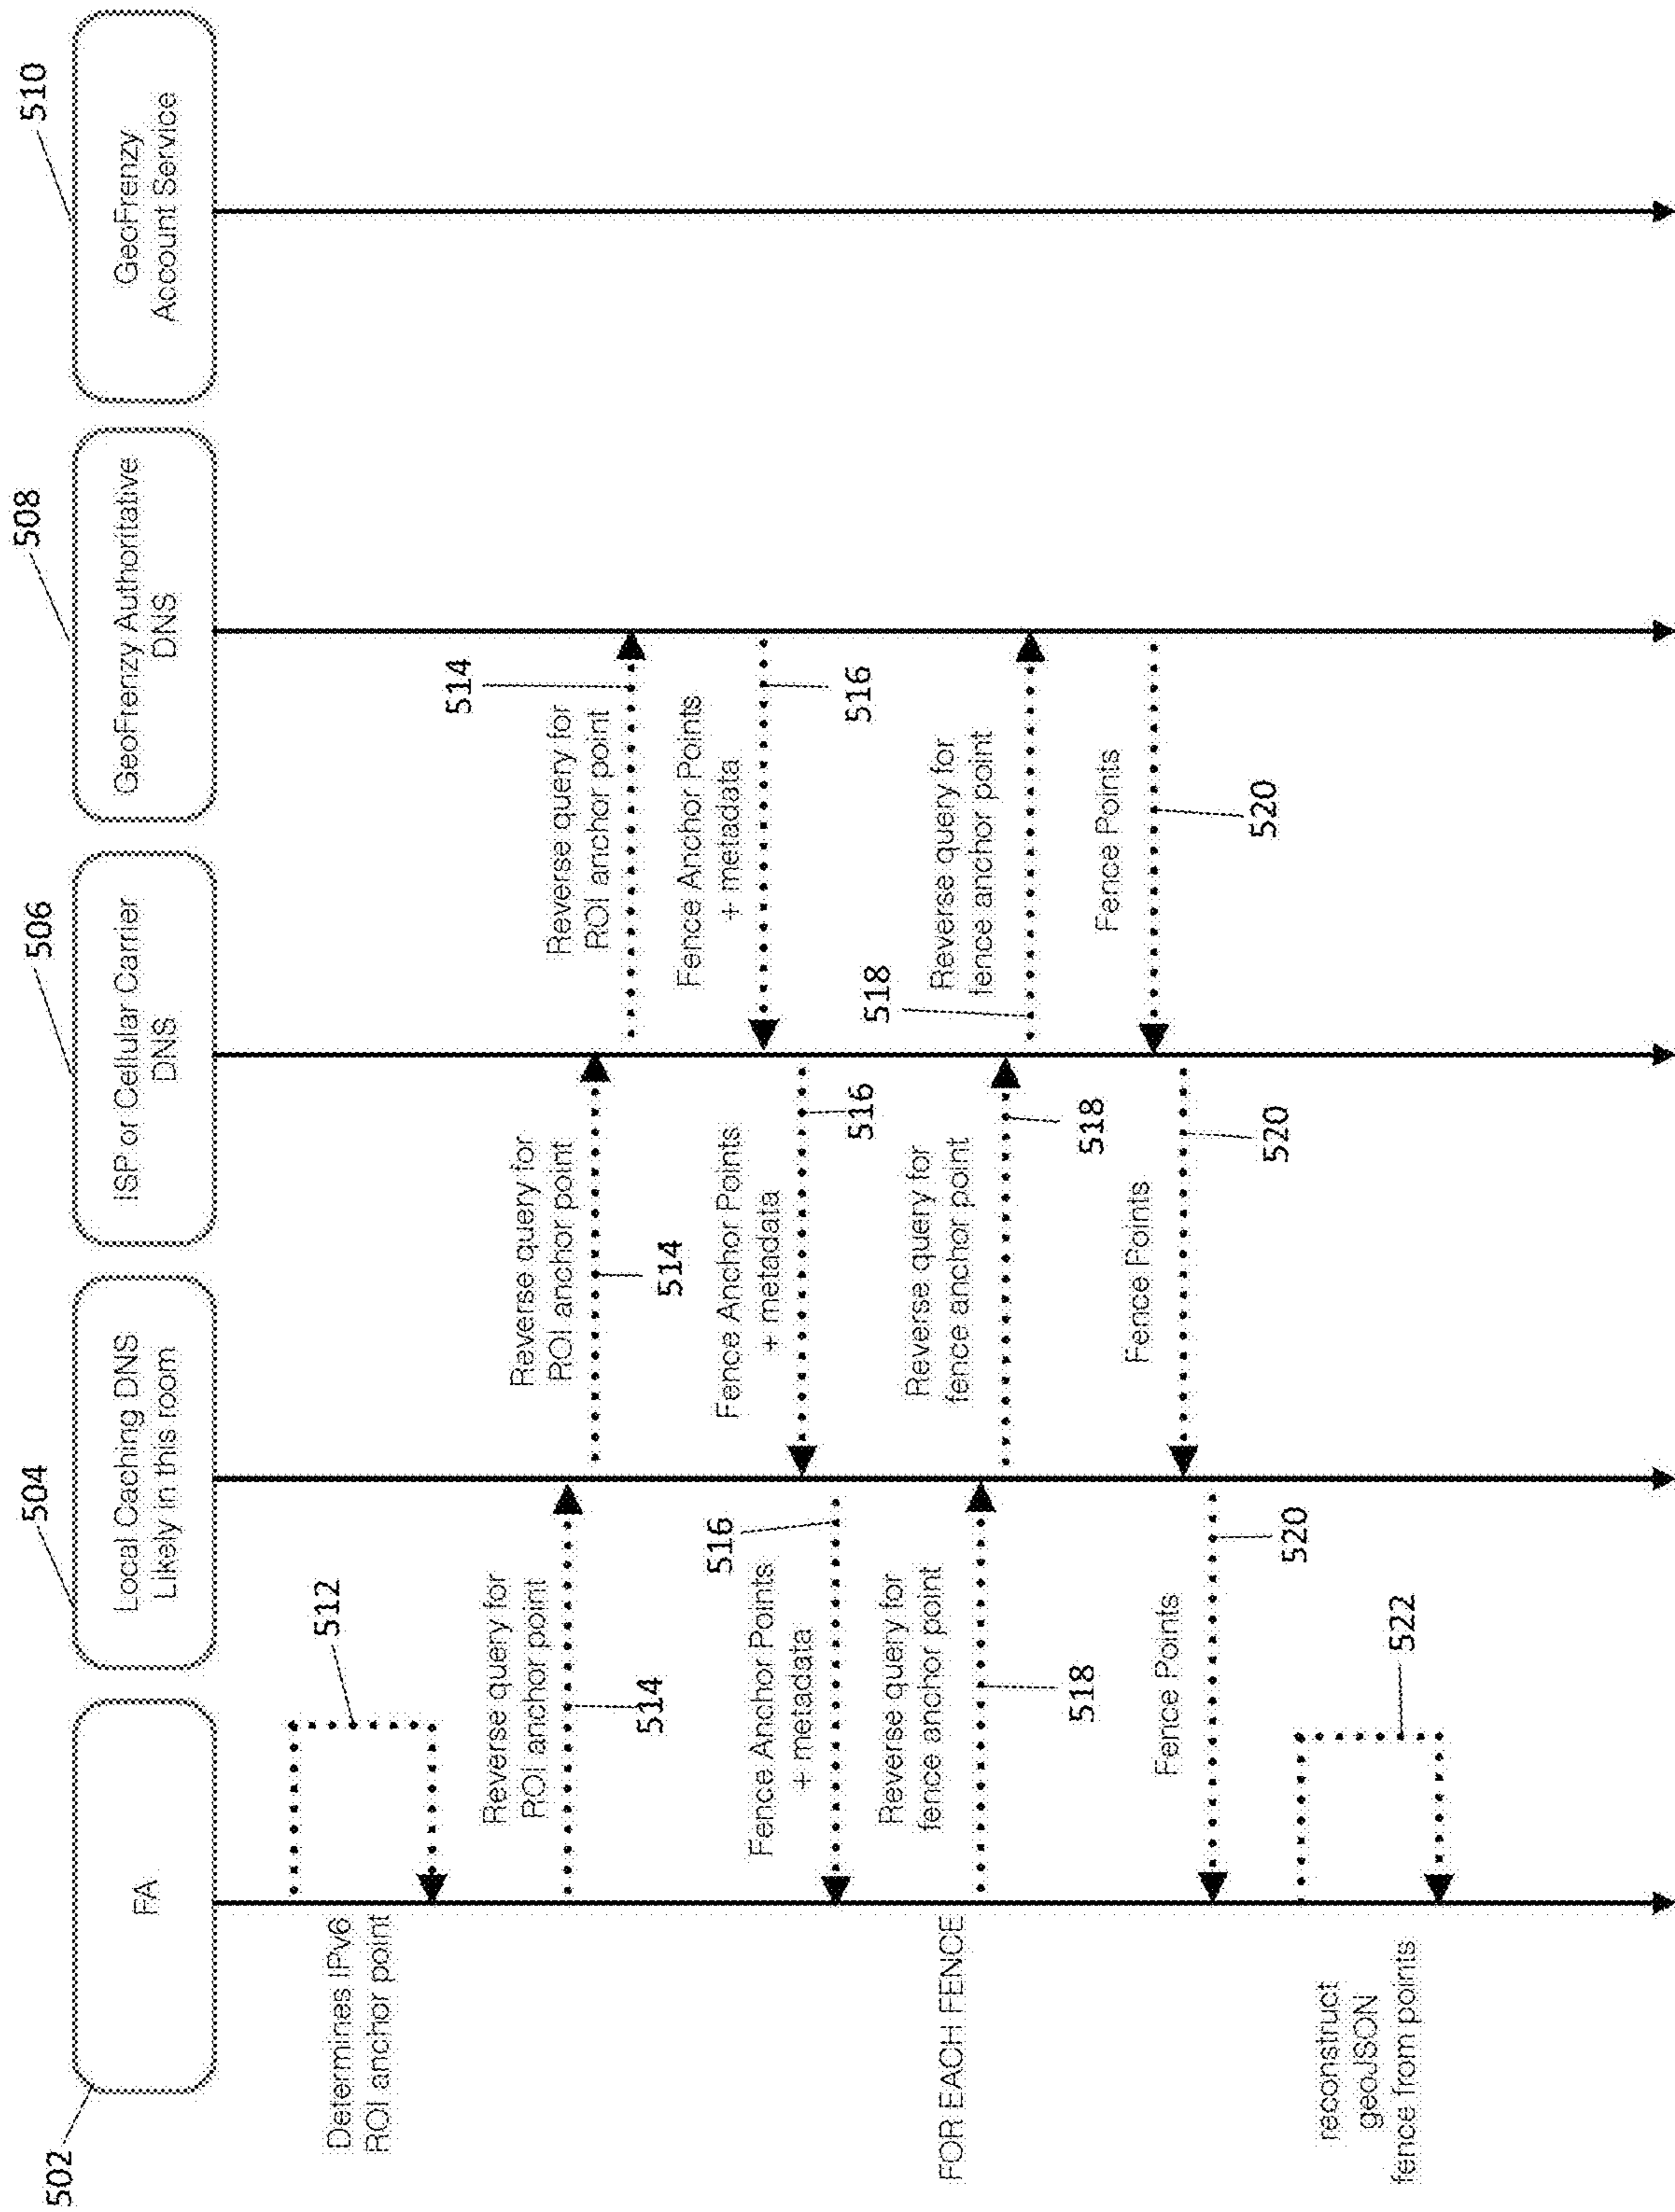 502
504
506
508
510
FA
Local Caching DNS
Likely in this room
ISP or Cellular Carrier
DNS
GeoFrenzy Authoritative
DNS
GeoFrenzy
Account Service
Determines IPv6
ROI anchor point
512
Reverse query for
ROI anchor point
514
Reverse query for
ROI anchor point
514
Reverse query for
ROI anchor point
514
Fence Anchor Points
+ metadata
516
Fence Anchor Points
+ metadata
516
Fence Anchor Points
+ metadata
516
FOR EACH FENCE
Reverse query for
fence anchor point
518
Reverse query for
fence anchor point
518
Reverse query for
fence anchor point
518
Fence Points
520
Fence Points
520
Fence Points
520
reconstruct
geoJSON
fence from points
522